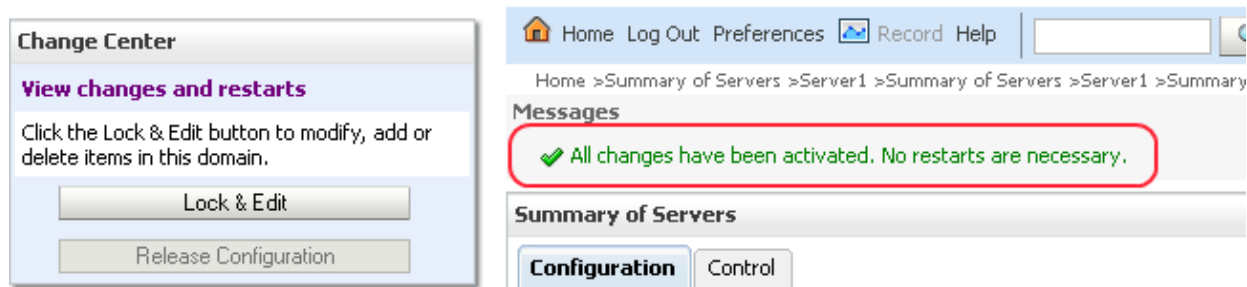 Change Center
View changes and restarts
Click the Lock & Edit button to modify, add or
delete items in this domain.
Lock & Edit
Release Configuration
Home Log Out Preferences Record Help
Home >Summary of Servers >Server1 >Summary of Servers >Server1 >Summary
Messages
All changes have been activated. No restarts are necessary.
Summary of Servers
Configuration Control